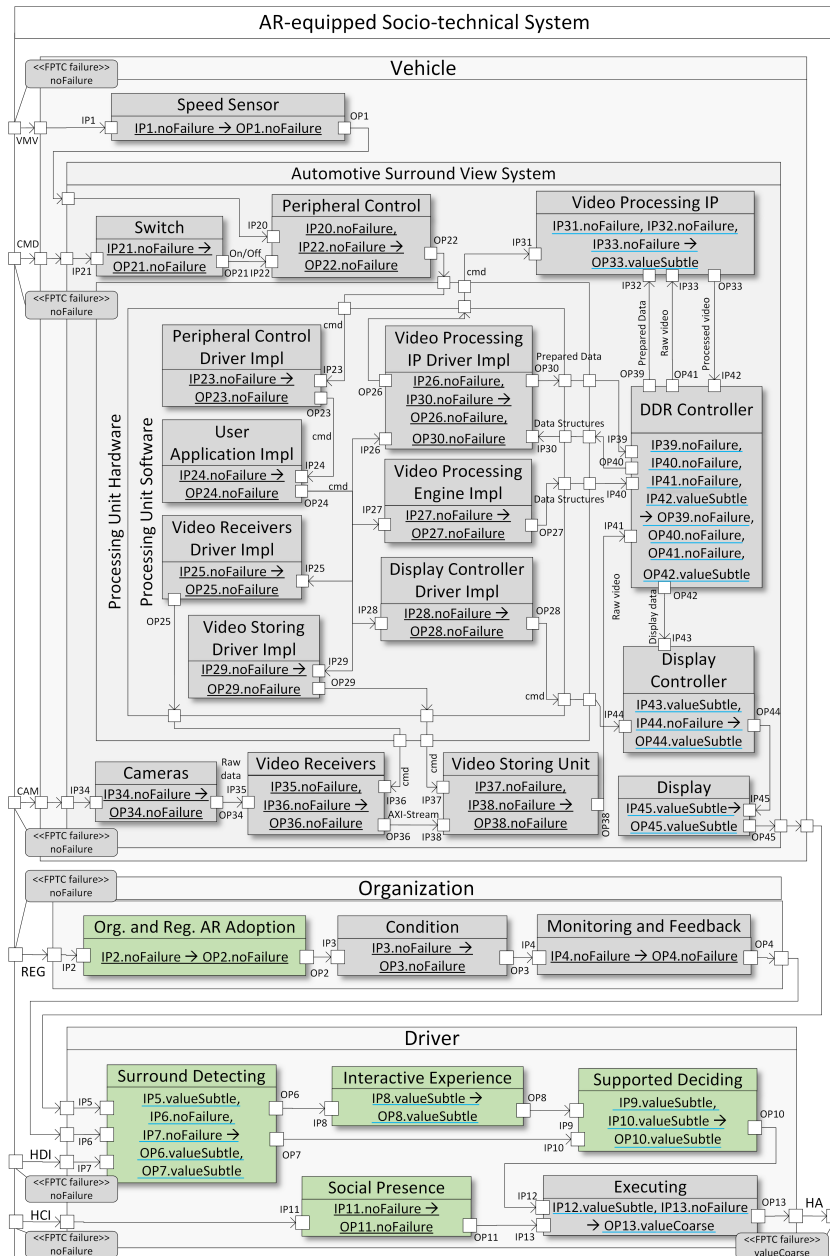 AR-equipped Socio-technical System
<<FPTC failure>>
noFailure
Vehicle
Speed Sensor
IP1.noFailure → OP1.noFailure
IP1
OP1
VMV
Automotive Surround View System
Switch
IP21.noFailure →
OP21.noFailure
CMD
IP21
On/Off
OP21
IP22
IP20
Peripheral Control
IP20.noFailure,
IP22.noFailure →
OP22.noFailure
OP22
cmd
IP31
Video Processing IP
IP31.noFailure, IP32.noFailure,
IP33.noFailure →
OP33.valueSubtle
IP32
IP33
OP33
Prepared Data
Raw video
Processed video
OP39
OP41
IP42
<<FPTC failure>>
noFailure
Processing Unit Hardware
Processing Unit Software
cmd
Peripheral Control
Driver Impl
IP23.noFailure →
OP23.noFailure
IP23
OP23
cmd
User
Application Impl
IP24.noFailure →
OP24.noFailure
IP24
OP24
cmd
Video Receivers
Driver Impl
IP25.noFailure →
OP25.noFailure
IP25
OP25
Video Storing
Driver Impl
IP29.noFailure →
OP29.noFailure
IP29
OP29
Video Processing
IP Driver Impl
IP26.noFailure,
IP30.noFailure →
OP26.noFailure,
OP30.noFailure
OP26
IP26
Prepared Data
OP30
Data Structures
IP30
Video Processing
Engine Impl
IP27.noFailure →
OP27.noFailure
IP27
OP27
Data Structures
Display Controller
Driver Impl
IP28.noFailure →
OP28.noFailure
IP28
OP28
cmd
IP39
OP40
IP40
IP41
Raw video
DDR Controller
IP39.noFailure,
IP40.noFailure,
IP41.noFailure,
IP42.valueSubtle
→ OP39.noFailure,
OP40.noFailure,
OP41.noFailure,
OP42.valueSubtle
OP42
Display data
IP43
Display
Controller
IP43.valueSubtle,
IP44.noFailure →
OP44.valueSubtle
IP44
OP44
Display
IP45.valueSubtle→
OP45.valueSubtle
IP45
OP45
CAM
IP34
Cameras
IP34.noFailure →
OP34.noFailure
Raw
data
IP35
OP34
Video Receivers
IP35.noFailure,
IP36.noFailure →
OP36.noFailure
cmd
IP36
AXI-Stream
OP36
cmd
IP37
IP38
Video Storing Unit
IP37.noFailure,
IP38.noFailure →
OP38.noFailure
OP38
<<FPTC failure>>
noFailure
<<FPTC failure>>
noFailure
Organization
Org. and Reg. AR Adoption
IP2.noFailure → OP2.noFailure
REG
IP2
IP3
OP2
Condition
IP3.noFailure →
OP3.noFailure
IP4
OP3
Monitoring and Feedback
IP4.noFailure → OP4.noFailure
OP4
Driver
Surround Detecting
IP5.valueSubtle,
IP6.noFailure,
IP7.noFailure →
OP6.valueSubtle,
OP7.valueSubtle
IP5
IP6
HDI
IP7
OP6
OP7
Interactive Experience
IP8.valueSubtle →
OP8.valueSubtle
IP8
OP8
Supported Deciding
IP9.valueSubtle,
IP10.valueSubtle →
OP10.valueSubtle
IP9
IP10
OP10
<<FPTC failure>>
noFailure
HCI
IP11
Social Presence
IP11.noFailure →
OP11.noFailure
OP11
IP12
IP13
Executing
IP12.valueSubtle, IP13.noFailure
→ OP13.valueCoarse
OP13
HA
<<FPTC failure>>
noFailure
<<FPTC failure>>
valueCoarse